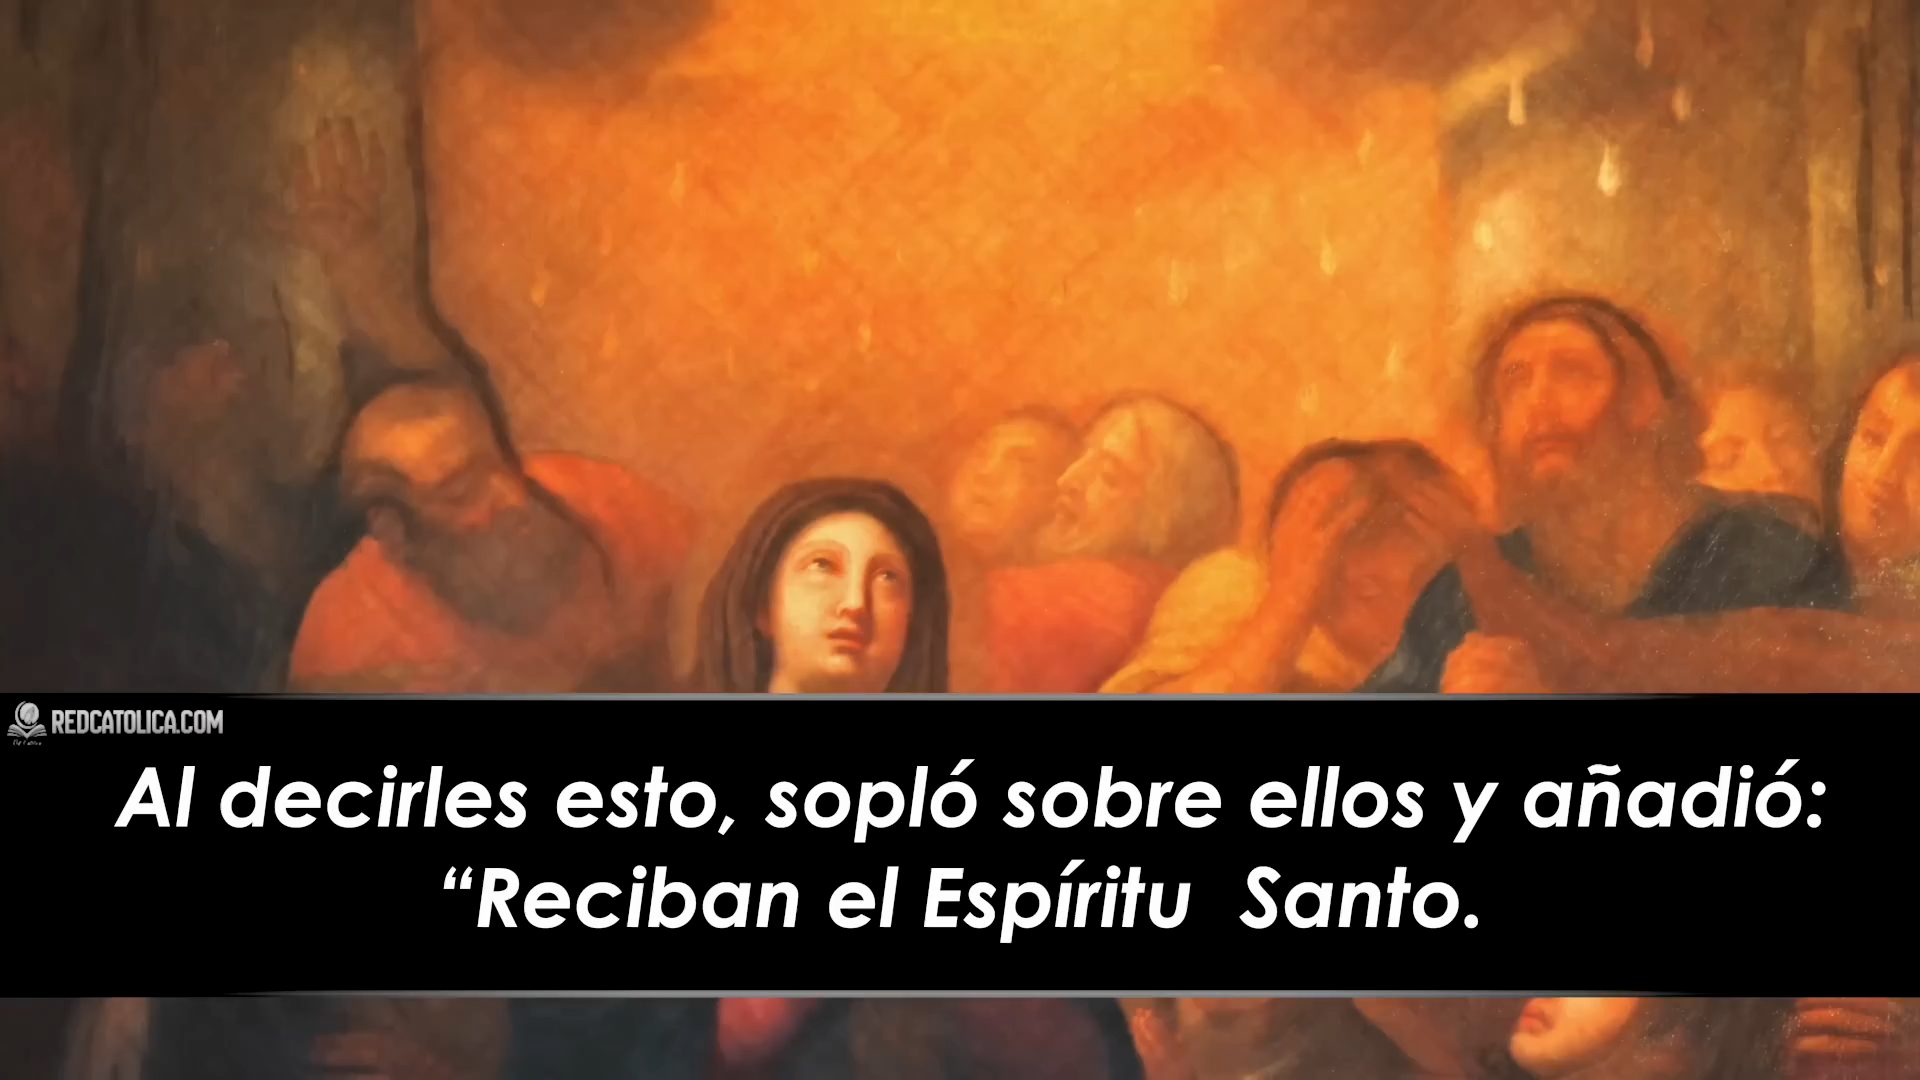 REDCATOLICA.COM
Al decirles esto, sopló sobre ellos y añadió:
“Reciban el Espíritu  Santo.